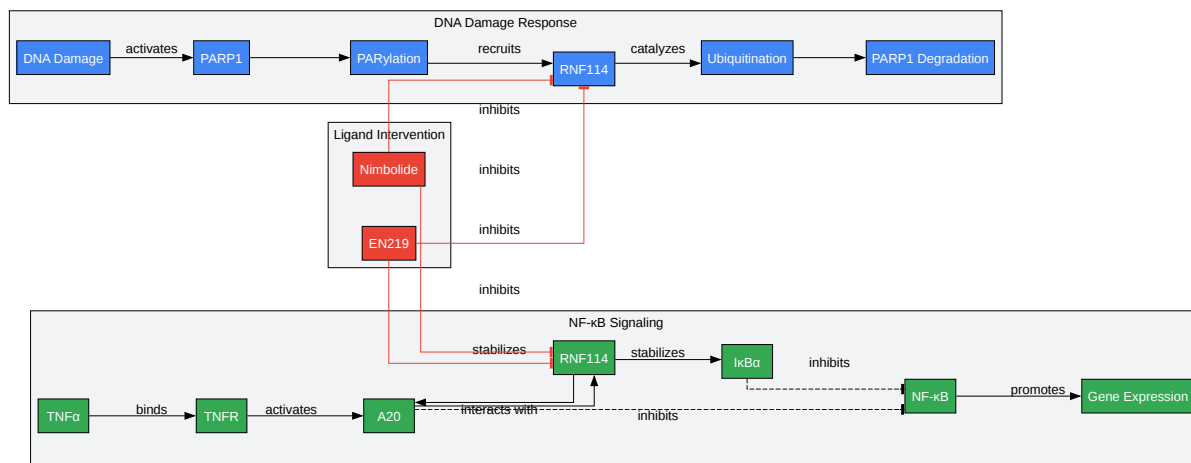 DNA Damage Response
DNA Damage
activates
PARP1
PARylation
recruits
RNF114
catalyzes
Ubiquitination
PARP1 Degradation
inhibits
Ligand Intervention
Nimbolide
inhibits
EN219
inhibits
inhibits
NF-κB Signaling
stabilizes
RNF114
stabilizes
IκBα
inhibits
TNFα
binds
TNFR
activates
A20
interacts with
inhibits
NF-κB
promotes
Gene Expression